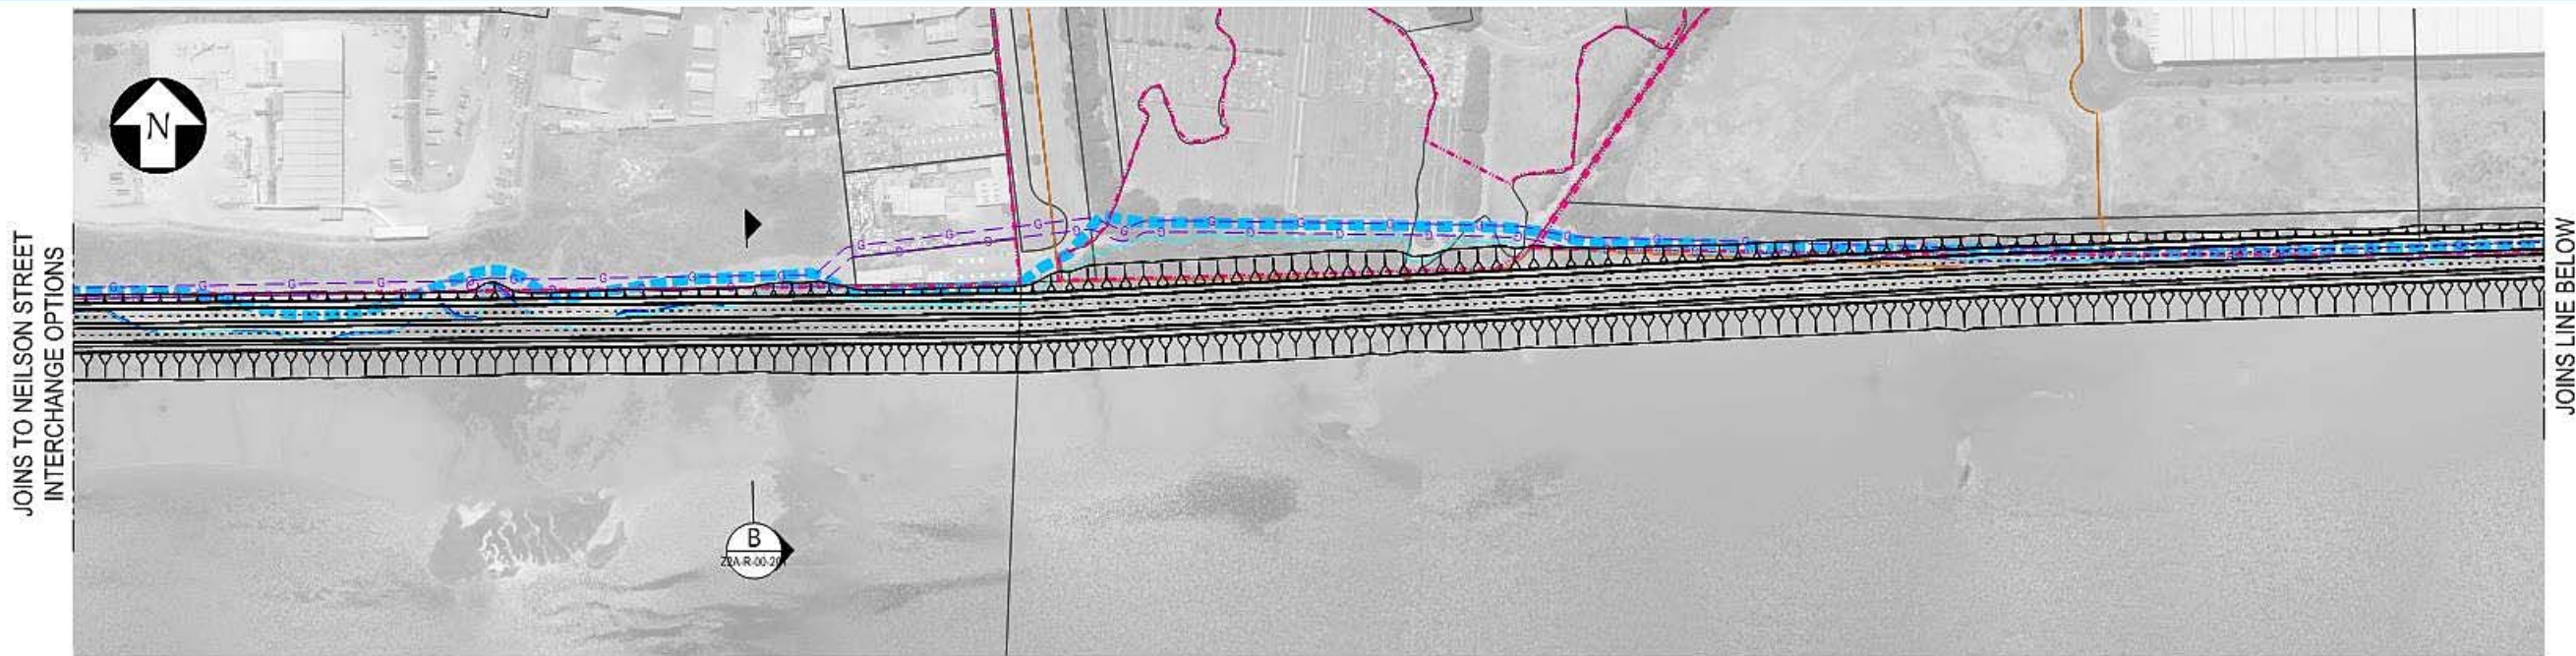 N
JOINS TO NEILSON STREET
INTERCHANGE OPTIONS
G G G G G G G G G G G G G G G G G G
B
JOINS LINE BELOW